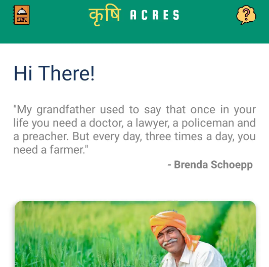 कृषि ACRES
Hi There!
"My grandfather used to say that once in your
life you need a doctor, a lawyer, a policeman and
a preacher. But every day, three times a day, you
need a farmer."
- Brenda Schoepp